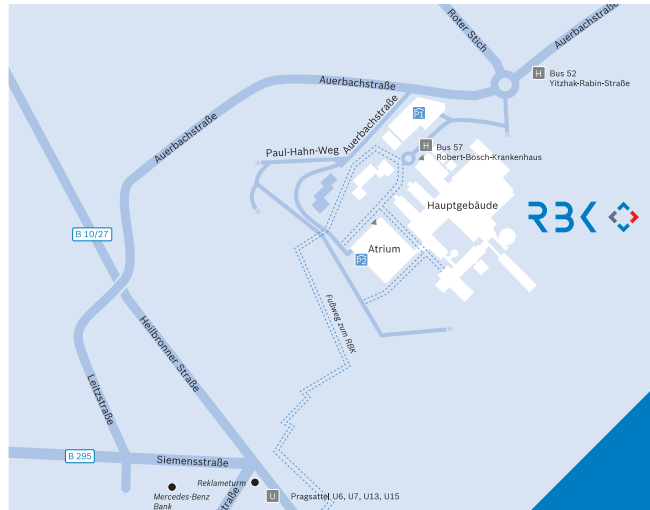 Roter Stich
Auerbachstraße
H Bus 52
Yitzhak-Rabin-Straße
Auerbachstraße
P1
Auerbachstraße
Auerbachstraße
H Bus 57
Robert-Bosch-Krankenhaus
Paul-Hahn-Weg
Hauptgebäude
RBK
B 10/27
Atrium
P2
Fußweg zum RBK
Heilbronner Straße
Leitzstraße
B 295
Siemensstraße
Reklameturm
Mercedes-Benz
Bank
straße
U Pragsattel U6, U7, U13, U15